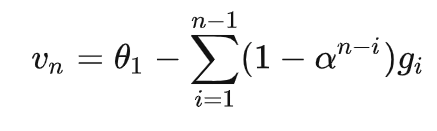 $v_n = \theta_1 - \sum_{i=1}^{n-1} (1 - \alpha^{n-i}) g_i$